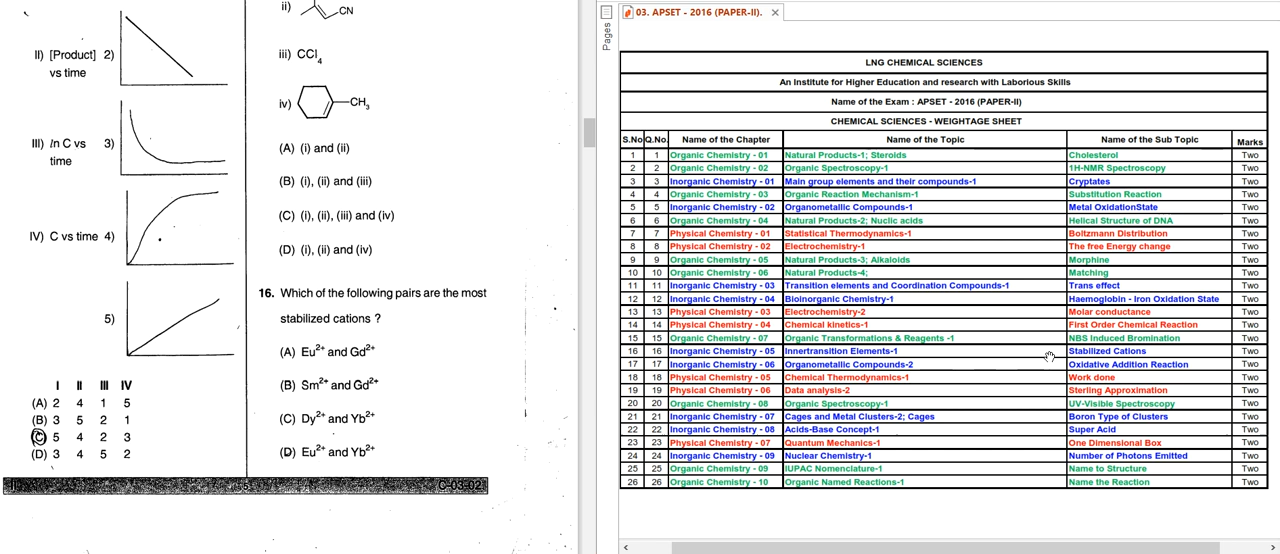 ii) CN
II) [Product] 2)
vs time
iii) CCl4
iv) CH3
III) ln C vs 3)
time
(A) (i) and (ii)
(B) (i), (ii) and (iii)
(C) (i), (ii), (iii) and (iv)
IV) C vs time 4)
(D) (i), (ii) and (iv)
16. Which of the following pairs are the most
stabilized cations ?
5)
(A) Eu2+ and Gd2+
(B) Sm2+ and Gd2+
(C) Dy2+ and Yb2+
(D) Eu2+ and Yb2+
I II III IV
(A) 2 4 1 5
(B) 3 5 2 1
(C) 5 4 2 3
(D) 3 4 5 2
C-03-02
Pages
03. APSET - 2016 (PAPER-II).
LNG CHEMICAL SCIENCES
An Institute for Higher Education and research with Laborious Skills
Name of the Exam : APSET - 2016 (PAPER-II)
CHEMICAL SCIENCES - WEIGHTAGE SHEET
S.No Q.No. Name of the Chapter Name of the Topic Name of the Sub Topic Marks
1 1 Organic Chemistry - 01 Natural Products-1; Steroids Cholesterol Two
2 2 Organic Chemistry - 02 Organic Spectroscopy-1 1H-NMR Spectroscopy Two
3 3 Inorganic Chemistry - 01 Main group elements and their compounds-1 Cryptates Two
4 4 Organic Chemistry - 03 Organic Reaction Mechanism-1 Substitution Reaction Two
5 5 Inorganic Chemistry - 02 Organometallic Compounds-1 Metal OxidationState Two
6 6 Organic Chemistry - 04 Natural Products-2; Nuclic acids Helical Structure of DNA Two
7 7 Physical Chemistry - 01 Statistical Thermodynamics-1 Boltzmann Distribution Two
8 8 Physical Chemistry - 02 Electrochemistry-1 The free Energy change Two
9 9 Organic Chemistry - 05 Natural Products-3; Alkaloids Morphine Two
10 10 Organic Chemistry - 06 Natural Products-4; Matching Two
11 11 Inorganic Chemistry - 03 Transition elements and Coordination Compounds-1 Trans effect Two
12 12 Inorganic Chemistry - 04 Bioinorganic Chemistry-1 Haemoglobin - Iron Oxidation State Two
13 13 Physical Chemistry - 03 Electrochemistry-2 Molar conductance Two
14 14 Physical Chemistry - 04 Chemical kinetics-1 First Order Chemical Reaction Two
15 15 Organic Chemistry - 07 Organic Transformations & Reagents -1 NBS Induced Bromination Two
16 16 Inorganic Chemistry - 05 Innertransition Elements-1 Stabilized Cations Two
17 17 Inorganic Chemistry - 06 Organometallic Compounds-2 Oxidative Addition Reaction Two
18 18 Physical Chemistry - 05 Chemical Thermodynamics-1 Work done Two
19 19 Physical Chemistry - 06 Data analysis-2 Sterling Approximation Two
20 20 Organic Chemistry - 08 Organic Spectroscopy-1 UV-Visible Spectroscopy Two
21 21 Inorganic Chemistry - 07 Cages and Metal Clusters-2; Cages Boron Type of Clusters Two
22 22 Inorganic Chemistry - 08 Acids-Base Concept-1 Super Acid Two
23 23 Physical Chemistry - 07 Quantum Mechanics-1 One Dimensional Box Two
24 24 Inorganic Chemistry - 09 Nuclear Chemistry-1 Number of Photons Emitted Two
25 25 Organic Chemistry - 09 IUPAC Nomenclature-1 Name to Structure Two
26 26 Organic Chemistry - 10 Organic Named Reactions-1 Name the Reaction Two